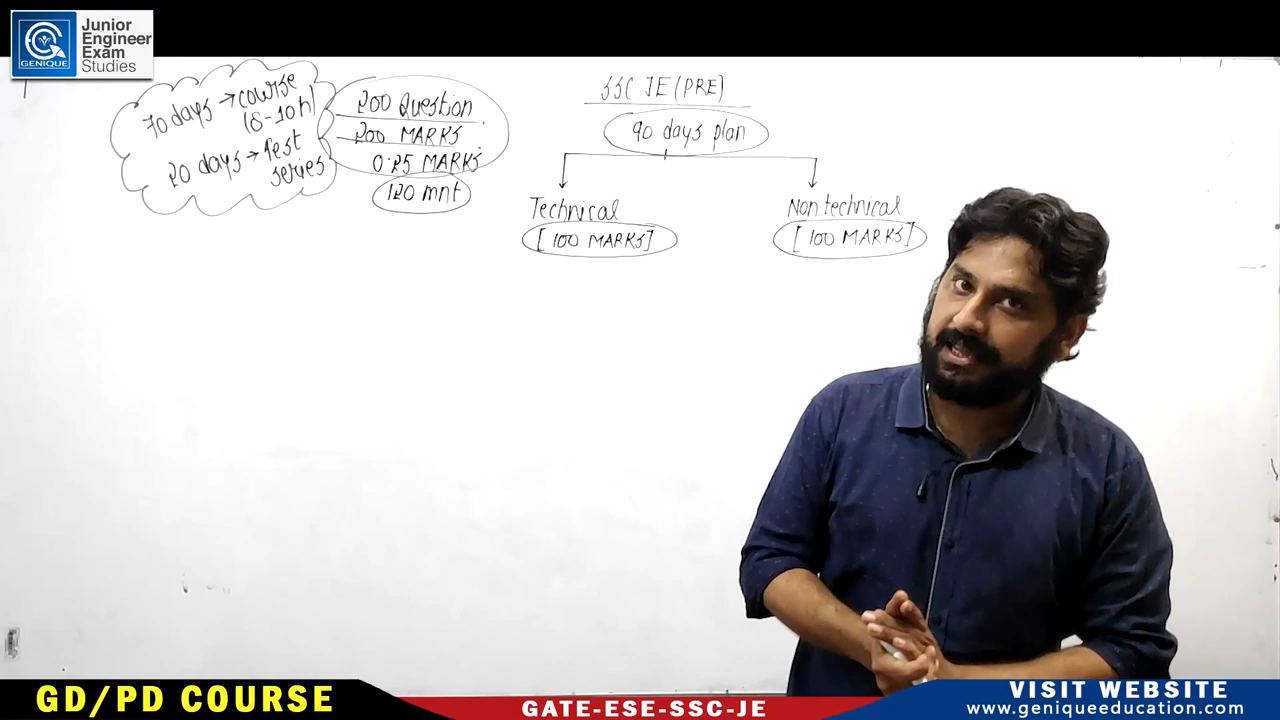 GENIQUE
Junior
Engineer
Exam
Studies
70 days → course
(8-10 h)
20 days → Test
series
200 Question
200 MARKS
0.25 MARKS
120 mnt
SSC JE (PRE)
90 days plan
Technical
[100 MARKS]
Non technical
[100 MARKS]
GD/PD COURSE
GATE-ESE-SSC-JE
VISIT WEBSITE
www.geniqueeducation.com